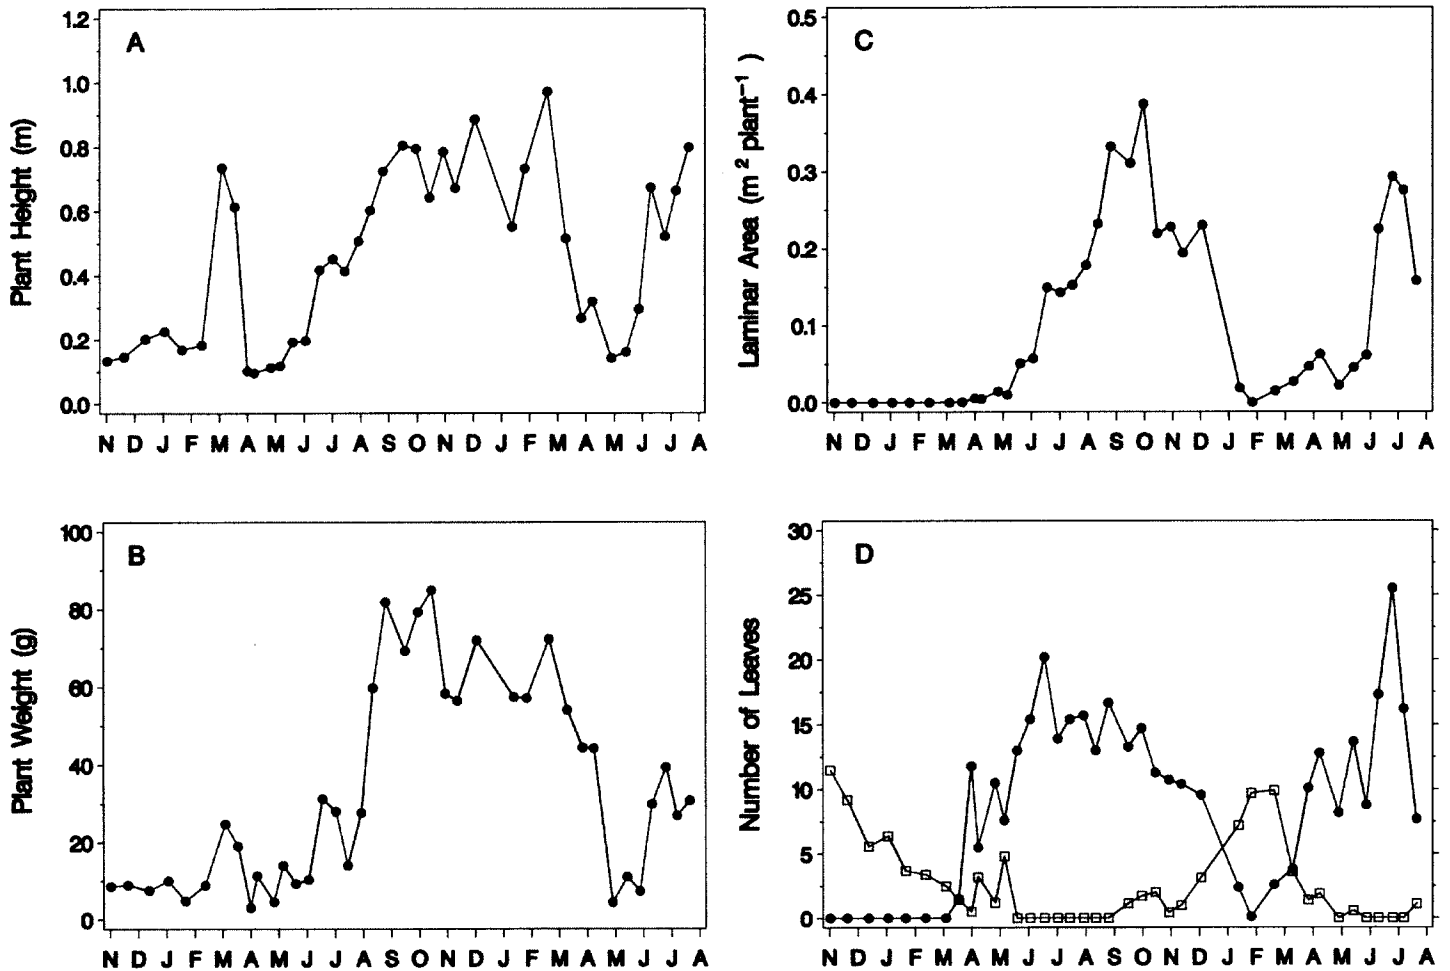 A
Plant Height (m)
1.2
1.0
0.8
0.6
0.4
0.2
0.0
N D J F M A M J J A S O N D J F M A M J J A
C
Laminar Area (m 2 plant−1 )
0.5
0.4
0.3
0.2
0.1
0.0
N D J F M A M J J A S O N D J F M A M J J A
B
Plant Weight (g)
100
80
60
40
20
0
N D J F M A M J J A S O N D J F M A M J J A
D
Number of Leaves
30
25
20
15
10
5
0
N D J F M A M J J A S O N D J F M A M J J A